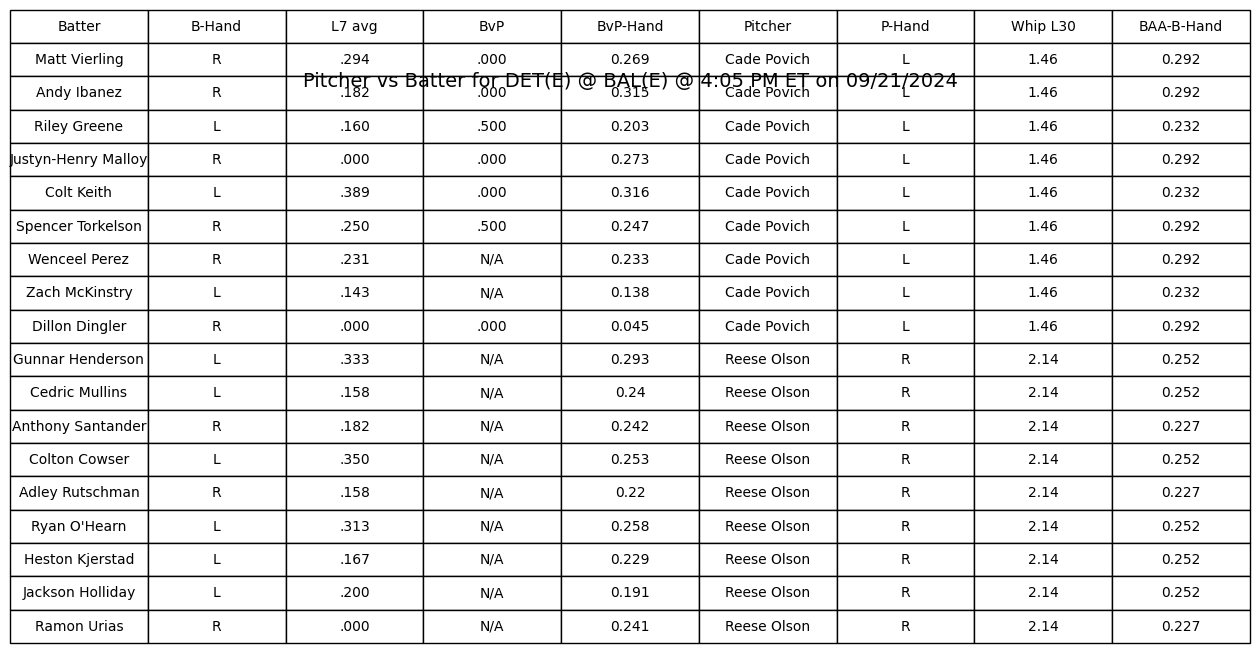 Batter B-Hand L7 avg BvP BvP-Hand Pitcher P-Hand Whip L30 BAA-B-Hand
Matt Vierling R .294 .000 0.269 Cade Povich L 1.46 0.292
Pitcher vs Batter for DET(E) @ BAL(E) @ 4:05 PM ET on 09/21/2024
Andy Ibanez R .182 .000 0.315 Cade Povich L 1.46 0.292
Riley Greene L .160 .500 0.203 Cade Povich L 1.46 0.232
Justyn-Henry Malloy R .000 .000 0.273 Cade Povich L 1.46 0.292
Colt Keith L .389 .000 0.316 Cade Povich L 1.46 0.232
Spencer Torkelson R .250 .500 0.247 Cade Povich L 1.46 0.292
Wenceel Perez R .231 N/A 0.233 Cade Povich L 1.46 0.292
Zach McKinstry L .143 N/A 0.138 Cade Povich L 1.46 0.232
Dillon Dingler R .000 .000 0.045 Cade Povich L 1.46 0.292
Gunnar Henderson L .333 N/A 0.293 Reese Olson R 2.14 0.252
Cedric Mullins L .158 N/A 0.24 Reese Olson R 2.14 0.252
Anthony Santander R .182 N/A 0.242 Reese Olson R 2.14 0.227
Colton Cowser L .350 N/A 0.253 Reese Olson R 2.14 0.252
Adley Rutschman R .158 N/A 0.22 Reese Olson R 2.14 0.227
Ryan O'Hearn L .313 N/A 0.258 Reese Olson R 2.14 0.252
Heston Kjerstad L .167 N/A 0.229 Reese Olson R 2.14 0.252
Jackson Holliday L .200 N/A 0.191 Reese Olson R 2.14 0.252
Ramon Urias R .000 N/A 0.241 Reese Olson R 2.14 0.227